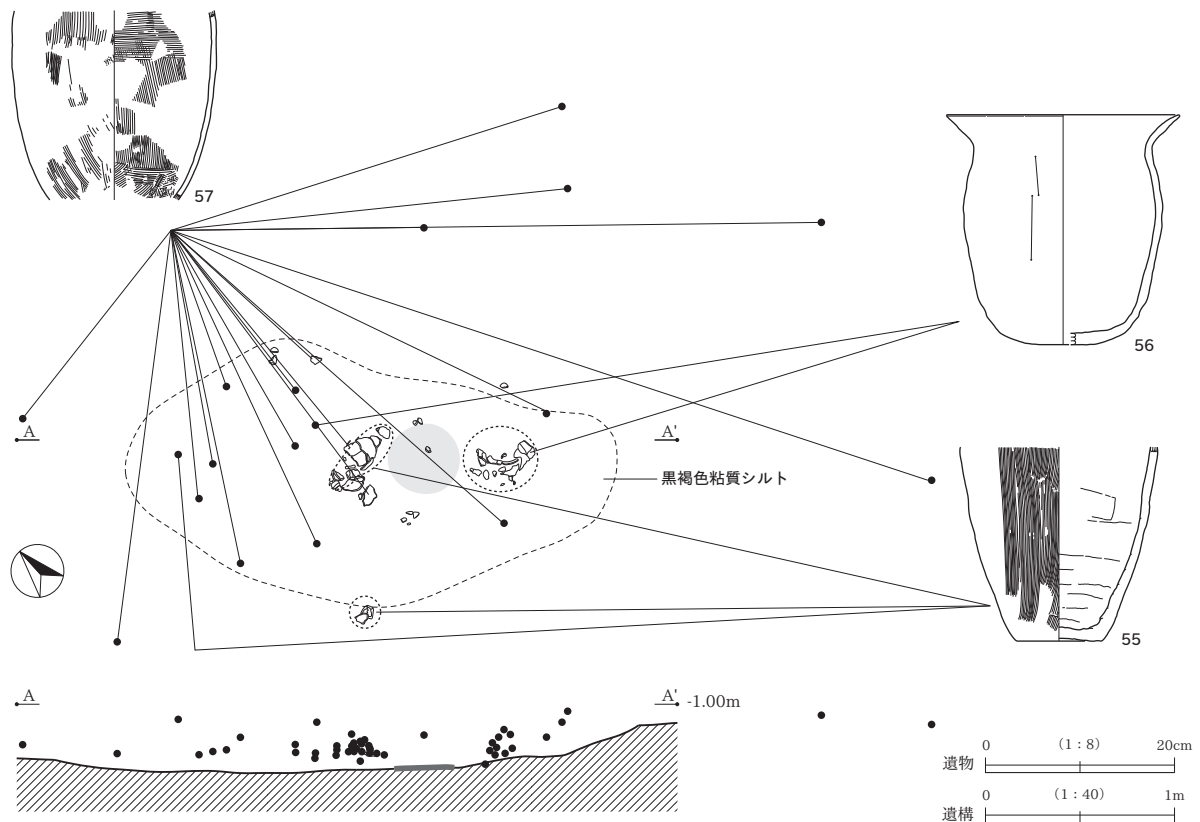 57
56
A
A'
黒褐色粘質シルト
55
A
A' -1.00m
0 （1：8） 20cm
遺物
0 （1：40） 1m
遺構